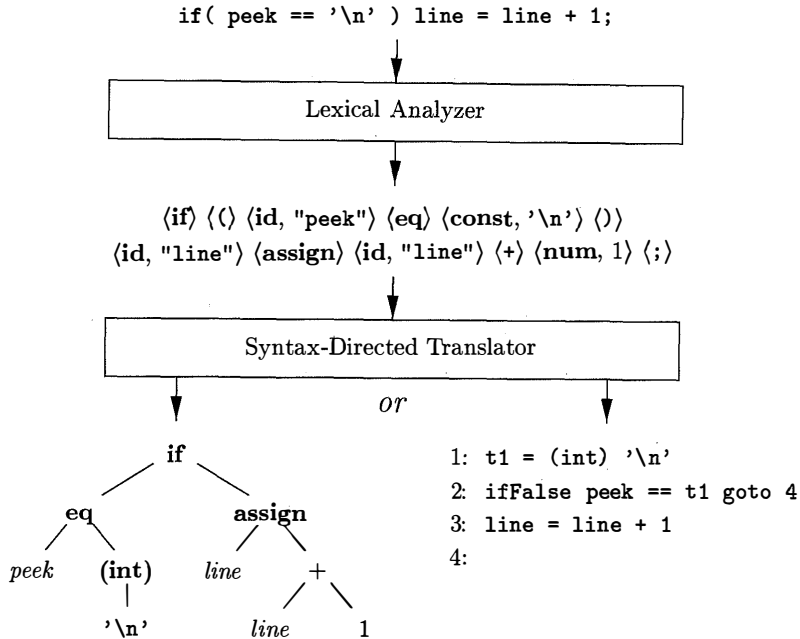 if( peek == '\n' ) line = line + 1;
Lexical Analyzer
⟨if⟩ ⟨(⟩ ⟨id, "peek"⟩ ⟨eq⟩ ⟨const, '\n'⟩ ⟨)⟩
⟨id, "line"⟩ ⟨assign⟩ ⟨id, "line"⟩ ⟨+⟩ ⟨num, 1⟩ ⟨;⟩
Syntax-Directed Translator
or
if
eq assign
peek (int) line +
'\n' line 1
1: t1 = (int) '\n'
2: ifFalse peek == t1 goto 4
3: line = line + 1
4: